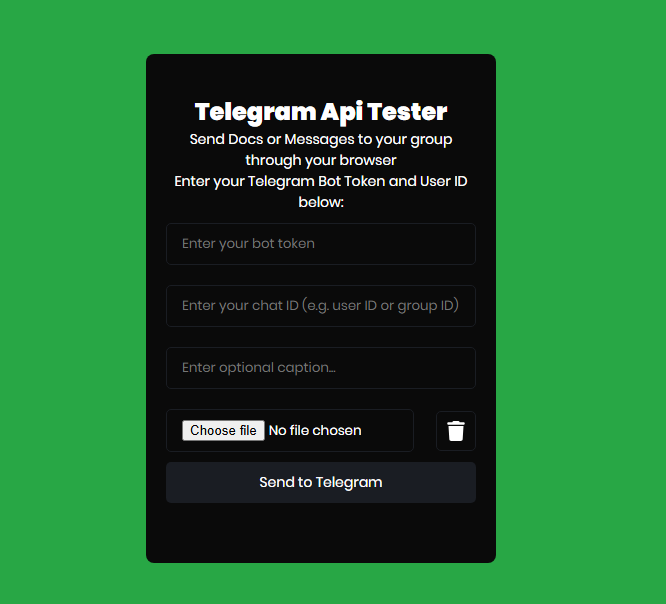 Telegram Api Tester
Send Docs or Messages to your group
through your browser
Enter your Telegram Bot Token and User ID
below:
Enter your bot token
Enter your chat ID (e.g. user ID or group ID)
Enter optional caption...
Choose file No file chosen
Send to Telegram